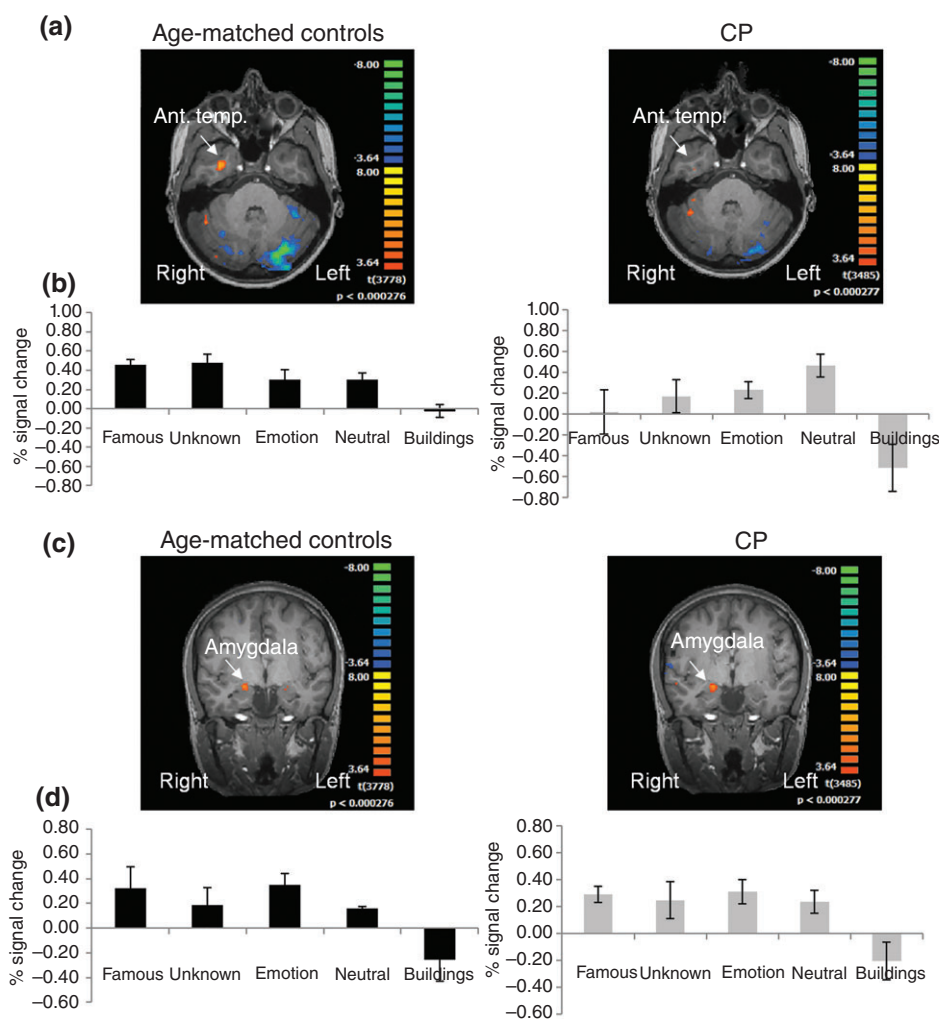 (a)
Age-matched controls
CP
-8.00
Ant. temp.
-3.64
8.00
3.64
t(3778)
p < 0.000276
Right
Left
-8.00
Ant. temp.
-3.64
8.00
3.64
t(3485)
p < 0.000277
Right
Left
(b)
% signal change
1.00
0.80
0.60
0.40
0.20
0.00
–0.20
–0.40
–0.60
–0.80
Famous
Unknown
Emotion
Neutral
Buildings
% signal change
1.00
0.80
0.60
0.40
0.20
0.00
–0.20
–0.40
–0.60
–0.80
Famous
Unknown
Emotion
Neutral
Buildings
(c)
Age-matched controls
CP
-8.00
Amygdala
-3.64
8.00
3.64
t(3778)
p < 0.000276
Right
Left
-8.00
Amygdala
-3.64
8.00
3.64
t(3485)
p < 0.000277
Right
Left
(d)
% signal change
0.80
0.60
0.40
0.20
0.00
–0.20
–0.40
–0.60
Famous
Unknown
Emotion
Neutral
Buildings
% signal change
0.80
0.60
0.40
0.20
0.00
–0.20
–0.40
–0.60
Famous
Unknown
Emotion
Neutral
Buildings